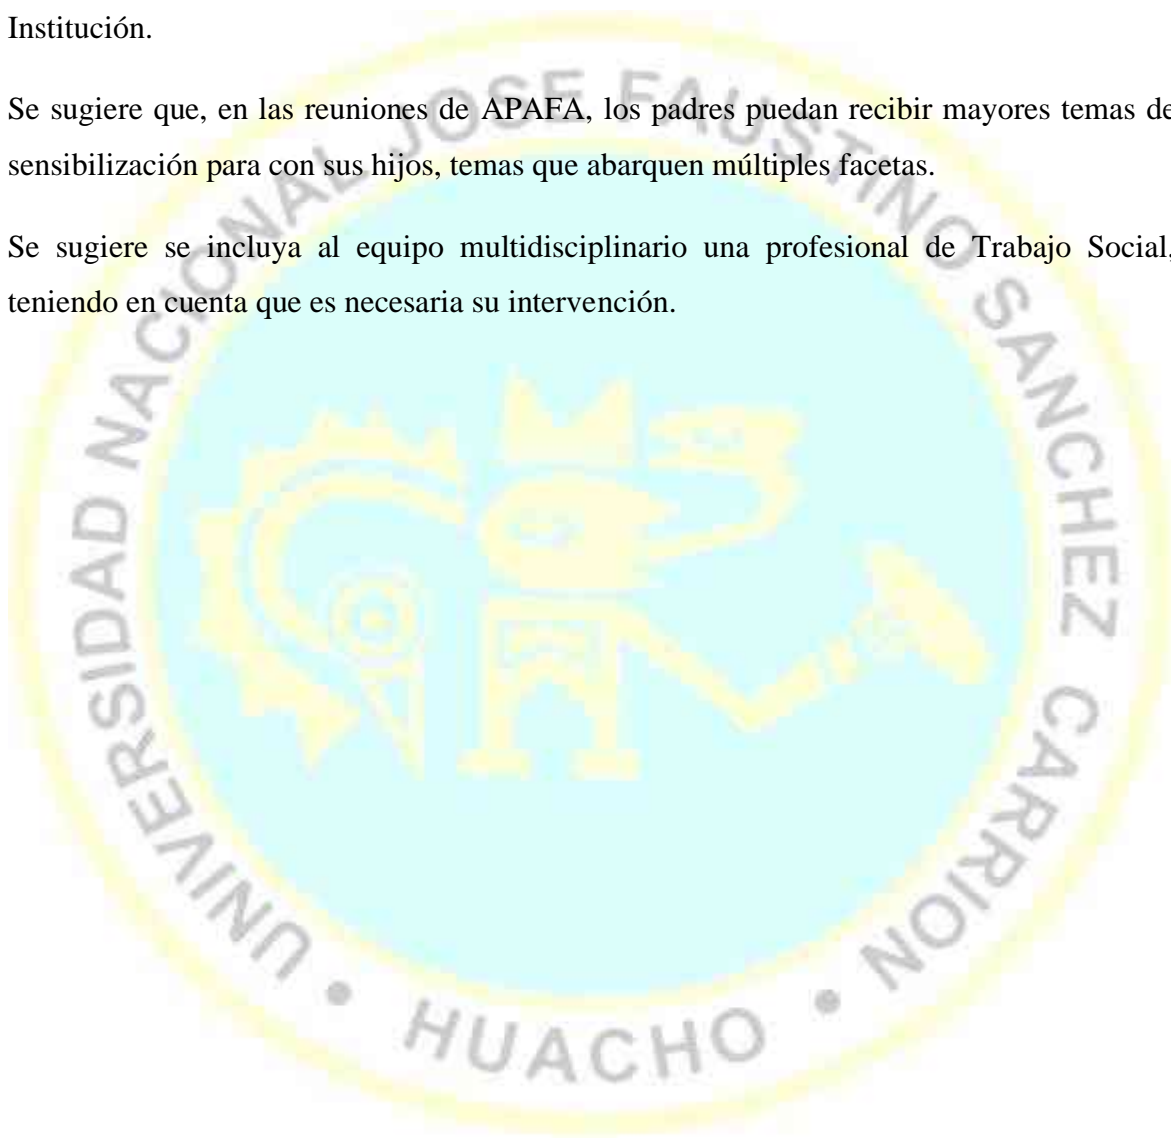 Institución.
Se sugiere que, en las reuniones de APAFA, los padres puedan recibir mayores temas de
sensibilización para con sus hijos, temas que abarquen múltiples facetas.
Se sugiere se incluya al equipo multidisciplinario una profesional de Trabajo Social,
teniendo en cuenta que es necesaria su intervención.
UNIVERSIDAD NACIONAL JOSE FAUSTINO SANCHEZ CARRION
• HUACHO •